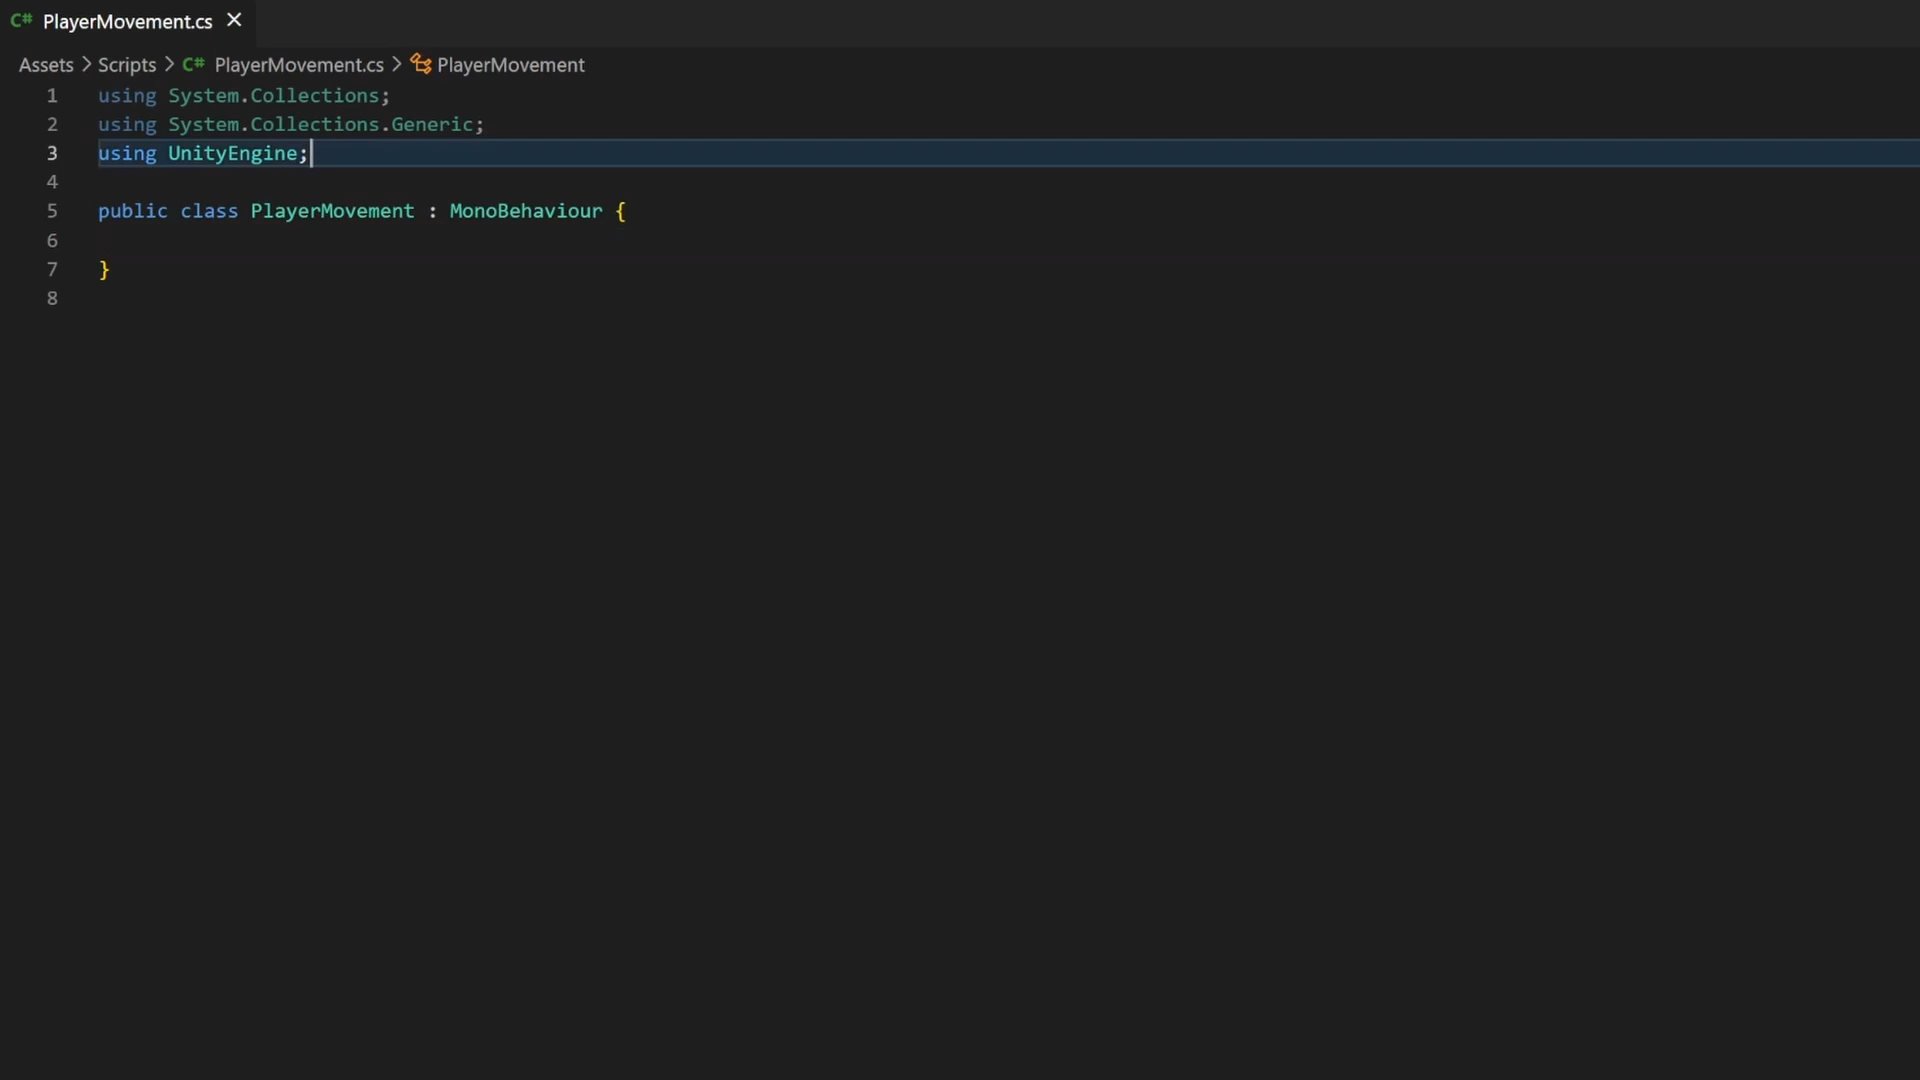 C# PlayerMovement.cs ×
Assets > Scripts > C# PlayerMovement.cs > PlayerMovement
1 using System.Collections;
2 using System.Collections.Generic;
3 using UnityEngine;
4
5 public class PlayerMovement : MonoBehaviour {
6
7 }
8